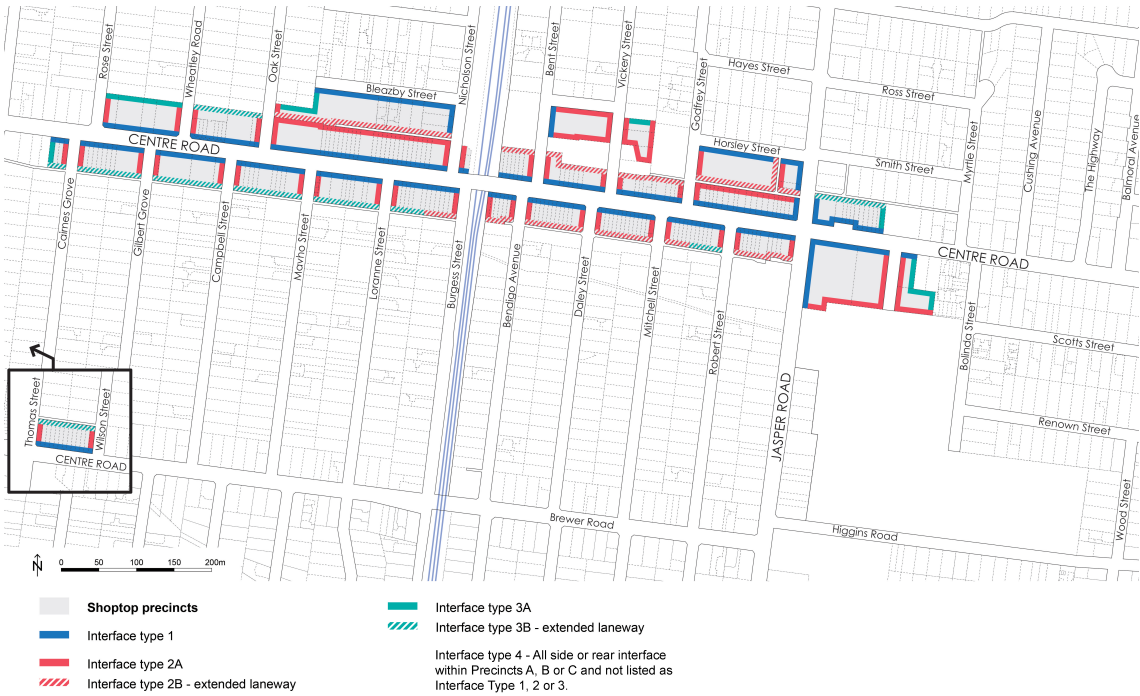 Rose Street
Wheatley Road
Oak Street
Bleazby Street
Nicholson Street
Bent Street
Vickery Street
Godfrey Street
Hayes Street
Ross Street
Horsley Street
Smith Street
Myrtle Street
Cushing Avenue
The Highway
Balmoral Avenue
CENTRE ROAD
Cairnes Grove
Gilbert Grove
Campbell Street
Mavho Street
Loranne Street
Burgess Street
Bendigo Avenue
Daley Street
Mitchell Street
Robert Street
JASPER ROAD
CENTRE ROAD
Bolinda Street
Scotts Street
Renown Street
Wood Street
Thomas Street
Wilson Street
CENTRE ROAD
Brewer Road
Higgins Road
N
0 50 100 150 200m
Shoptop precincts
Interface type 1
Interface type 2A
Interface type 2B - extended laneway
Interface type 3A
Interface type 3B - extended laneway
Interface type 4 - All side or rear interface
within Precincts A, B or C and not listed as
Interface Type 1, 2 or 3.